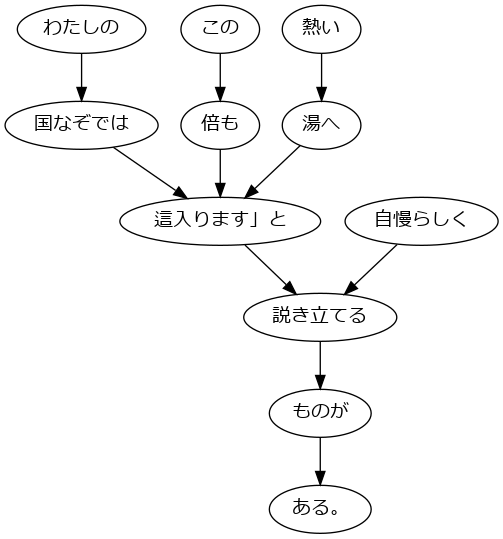 わたしの
この
熱い
国なぞでは
倍も
湯へ
這入ります」と
自慢らしく
説き立てる
ものが
ある。